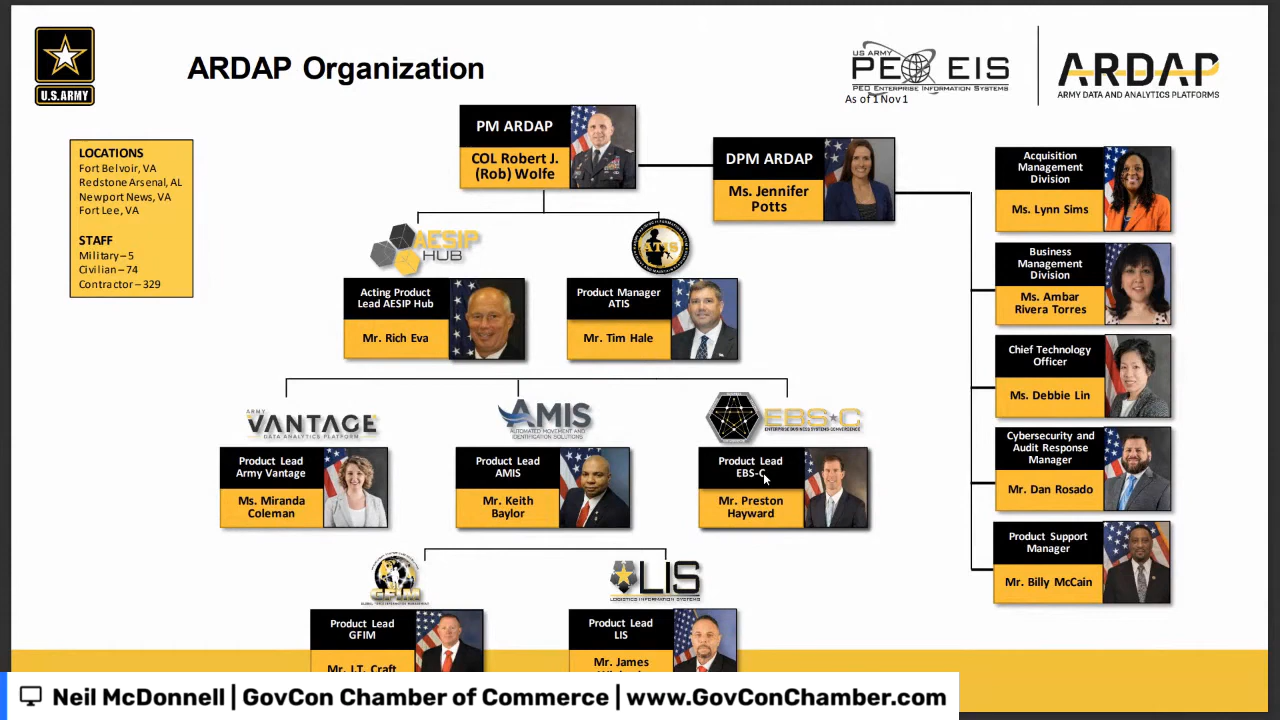 ARDAP Organization
U.S.ARMY
US ARMY
PEO EIS
PEO ENTERPRISE INFORMATION SYSTEMS
As of 1 Nov 1
ARDAP
ARMY DATA AND ANALYTICS PLATFORMS
LOCATIONS
Fort Belvoir, VA
Redstone Arsenal, AL
Newport News, VA
Fort Lee, VA
STAFF
Military – 5
Civilian – 74
Contractor – 329
PM ARDAP
COL Robert J.
(Rob) Wolfe
DPM ARDAP
Ms. Jennifer
Potts
Acquisition
Management
Division
Ms. Lynn Sims
Business
Management
Division
Ms. Ambar
Rivera Torres
Chief Technology
Officer
Ms. Debbie Lin
Cybersecurity and
Audit Response
Manager
Mr. Dan Rosado
Product Support
Manager
Mr. Billy McCain
AESIP
HUB
Acting Product
Lead AESIP Hub
Mr. Rich Eva
ATIS
Product Manager
ATIS
Mr. Tim Hale
ARMY
VANTAGE
DATA ANALYTICS PLATFORM
Product Lead
Army Vantage
Ms. Miranda
Coleman
AMIS
AUTOMATED MOVEMENT AND
IDENTIFICATION SOLUTIONS
Product Lead
AMIS
Mr. Keith
Baylor
EBS C
ENTERPRISE BUSINESS SYSTEMS-CONVERGENCE
Product Lead
EBS-C
Mr. Preston
Hayward
GFIM
Product Lead
GFIM
Mr. J.T. Craft
LIS
LOGISTICS INFORMATION SYSTEMS
Product Lead
LIS
Mr. James
Neil McDonnell | GovCon Chamber of Commerce | www.GovConChamber.com